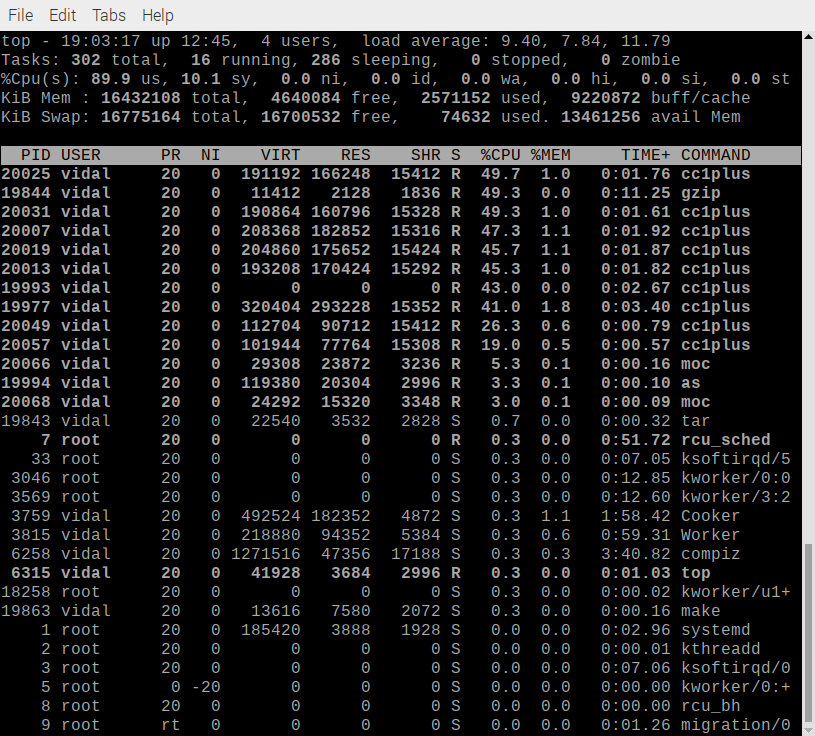 File Edit Tabs Help
top - 19:03:17 up 12:45,  4 users,  load average: 9.40, 7.84, 11.79
Tasks: 302 total,  16 running, 286 sleeping,   0 stopped,   0 zombie
%Cpu(s): 89.9 us, 10.1 sy,  0.0 ni,  0.0 id,  0.0 wa,  0.0 hi,  0.0 si,  0.0 st
KiB Mem : 16432108 total,  4640084 free,  2571152 used,  9220872 buff/cache
KiB Swap: 16775164 total, 16700532 free,    74632 used. 13461256 avail Mem
  PID USER      PR  NI    VIRT    RES    SHR S  %CPU %MEM     TIME+ COMMAND
20025 vidal     20   0  191192 166248  15412 R  49.7  1.0   0:01.76 cc1plus
19844 vidal     20   0   11412   2128   1836 R  49.3  0.0   0:11.25 gzip
20031 vidal     20   0  190864 160796  15328 R  49.3  1.0   0:01.61 cc1plus
20007 vidal     20   0  208368 182852  15316 R  47.3  1.1   0:01.92 cc1plus
20019 vidal     20   0  204860 175652  15424 R  45.7  1.1   0:01.87 cc1plus
20013 vidal     20   0  193208 170424  15292 R  45.3  1.0   0:01.82 cc1plus
19993 vidal     20   0       0      0      0 R  43.0  0.0   0:02.67 cc1plus
19977 vidal     20   0  320404 293228  15352 R  41.0  1.8   0:03.40 cc1plus
20049 vidal     20   0  112704  90712  15412 R  26.3  0.6   0:00.79 cc1plus
20057 vidal     20   0  101944  77764  15308 R  19.0  0.5   0:00.57 cc1plus
20066 vidal     20   0   29308  23872   3236 R   5.3  0.1   0:00.16 moc
19994 vidal     20   0  119380  20304   2996 R   3.3  0.1   0:00.10 as
20068 vidal     20   0   24292  15320   3348 R   3.0  0.1   0:00.09 moc
19843 vidal     20   0   22540   3532   2828 S   0.7  0.0   0:00.32 tar
    7 root      20   0       0      0      0 R   0.3  0.0   0:51.72 rcu_sched
   33 root      20   0       0      0      0 S   0.3  0.0   0:07.05 ksoftirqd/5
 3046 root      20   0       0      0      0 S   0.3  0.0   0:12.85 kworker/0:0
 3569 root      20   0       0      0      0 S   0.3  0.0   0:12.60 kworker/3:2
 3759 vidal     20   0  492524 182352   4872 S   0.3  1.1   1:58.42 Cooker
 3815 vidal     20   0  218880  94352   5384 S   0.3  0.6   0:59.31 Worker
 6258 vidal     20   0 1271516  47356  17188 S   0.3  0.3   3:40.82 compiz
 6315 vidal     20   0   41928   3684   2996 R   0.3  0.0   0:01.03 top
18258 root      20   0       0      0      0 S   0.3  0.0   0:00.02 kworker/u1+
19863 vidal     20   0   13616   7580   2072 S   0.3  0.0   0:00.16 make
    1 root      20   0  185420   3888   1928 S   0.0  0.0   0:02.96 systemd
    2 root      20   0       0      0      0 S   0.0  0.0   0:00.01 kthreadd
    3 root      20   0       0      0      0 S   0.0  0.0   0:07.06 ksoftirqd/0
    5 root       0 -20       0      0      0 S   0.0  0.0   0:00.00 kworker/0:+
    8 root      20   0       0      0      0 S   0.0  0.0   0:00.00 rcu_bh
    9 root      rt   0       0      0      0 S   0.0  0.0   0:01.26 migration/0